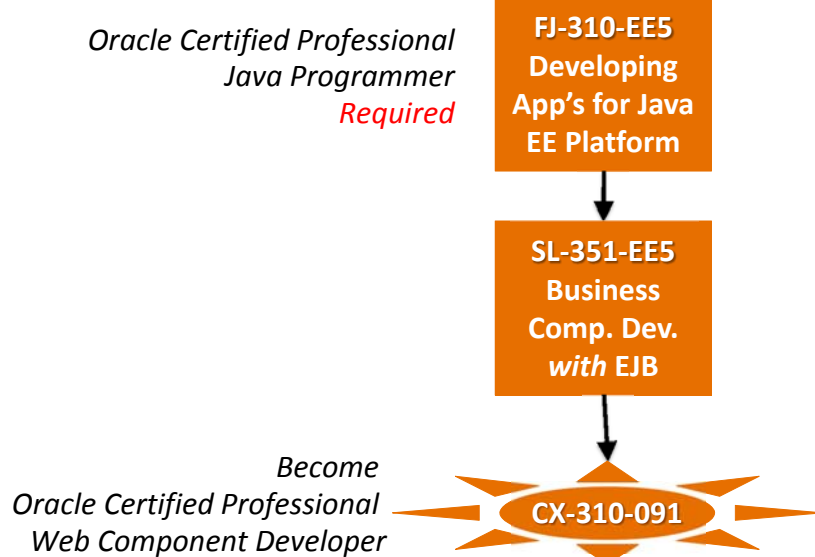 Oracle Certified Professional
Java Programmer
Required
FJ-310-EE5
Developing
App's for Java
EE Platform
SL-351-EE5
Business
Comp. Dev.
with EJB
Become
Oracle Certified Professional
Web Component Developer
CX-310-091